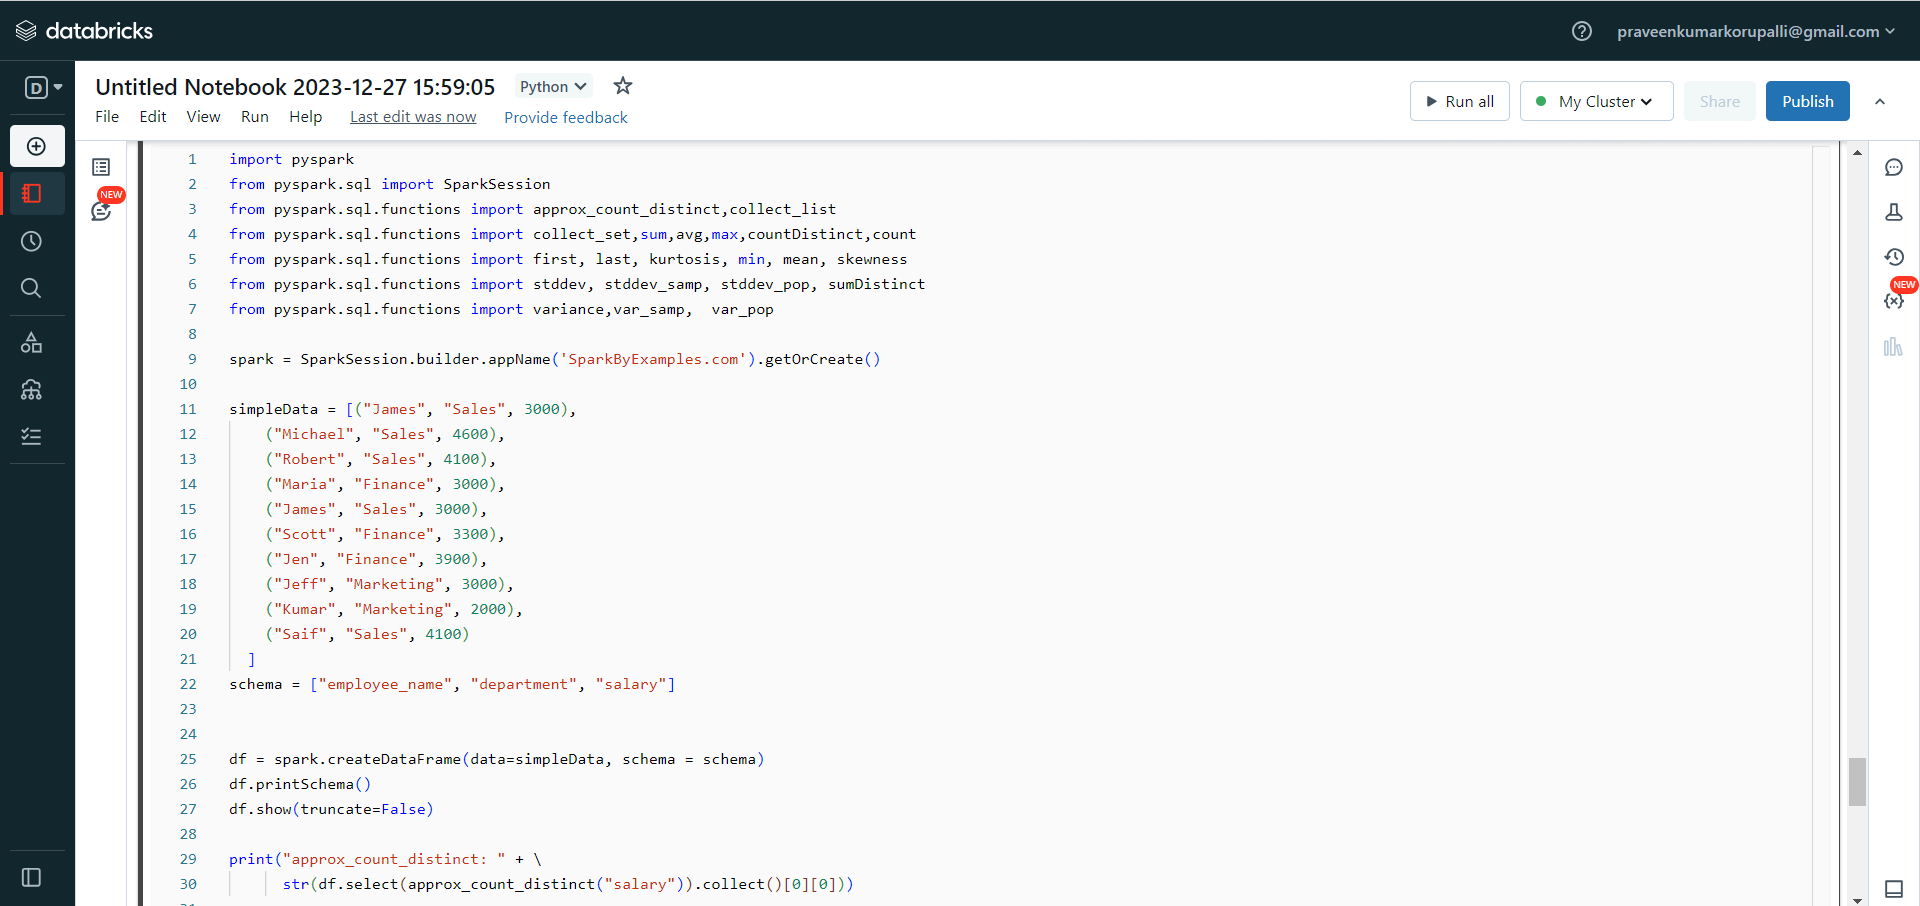 databricks
praveenkumarkorupalli@gmail.com
D
Untitled Notebook 2023-12-27 15:59:05 Python
Run all My Cluster Share Publish
File Edit View Run Help Last edit was now Provide feedback
NEW
NEW
1 import pyspark
2 from pyspark.sql import SparkSession
3 from pyspark.sql.functions import approx_count_distinct,collect_list
4 from pyspark.sql.functions import collect_set,sum,avg,max,countDistinct,count
5 from pyspark.sql.functions import first, last, kurtosis, min, mean, skewness
6 from pyspark.sql.functions import stddev, stddev_samp, stddev_pop, sumDistinct
7 from pyspark.sql.functions import variance,var_samp,  var_pop
8
9 spark = SparkSession.builder.appName('SparkByExamples.com').getOrCreate()
10
11 simpleData = [("James", "Sales", 3000),
12     ("Michael", "Sales", 4600),
13     ("Robert", "Sales", 4100),
14     ("Maria", "Finance", 3000),
15     ("James", "Sales", 3000),
16     ("Scott", "Finance", 3300),
17     ("Jen", "Finance", 3900),
18     ("Jeff", "Marketing", 3000),
19     ("Kumar", "Marketing", 2000),
20     ("Saif", "Sales", 4100)
21   ]
22 schema = ["employee_name", "department", "salary"]
23
24
25 df = spark.createDataFrame(data=simpleData, schema = schema)
26 df.printSchema()
27 df.show(truncate=False)
28
29 print("approx_count_distinct: " + \
30       str(df.select(approx_count_distinct("salary")).collect()[0][0]))